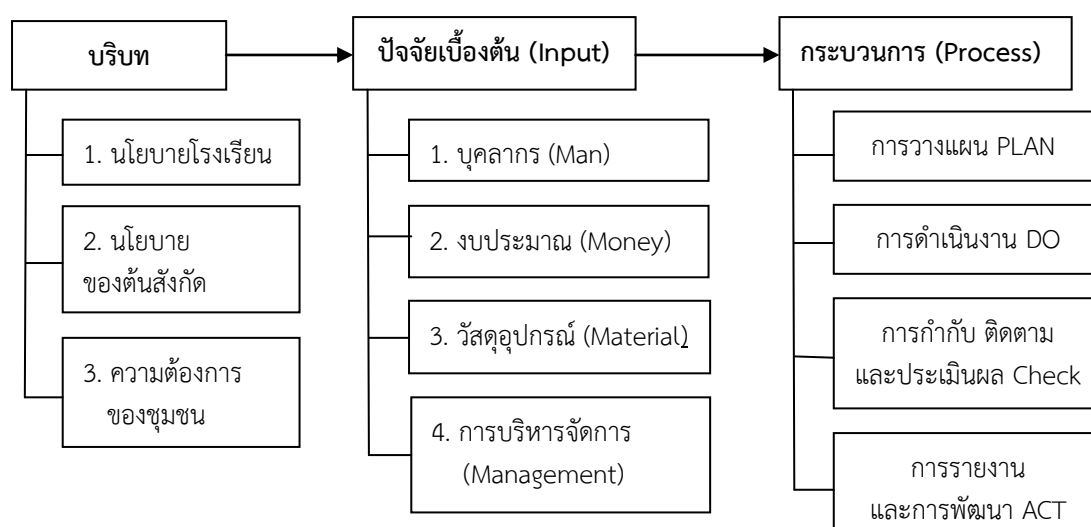 บริบท
1. นโยบายโรงเรียน
2. นโยบาย
ของต้นสังกัด
3. ความต้องการ
ของชุมชน
ปัจจัยเบื้องต้น (Input)
1. บุคลากร (Man)
2. งบประมาณ (Money)
3. วัสดุอุปกรณ์ (Material)
4. การบริหารจัดการ
(Management)
กระบวนการ (Process)
การวางแผน PLAN
การดำเนินงาน DO
การกำกับ ติดตาม
และประเมินผล Check
การรายงาน
และการพัฒนา ACT